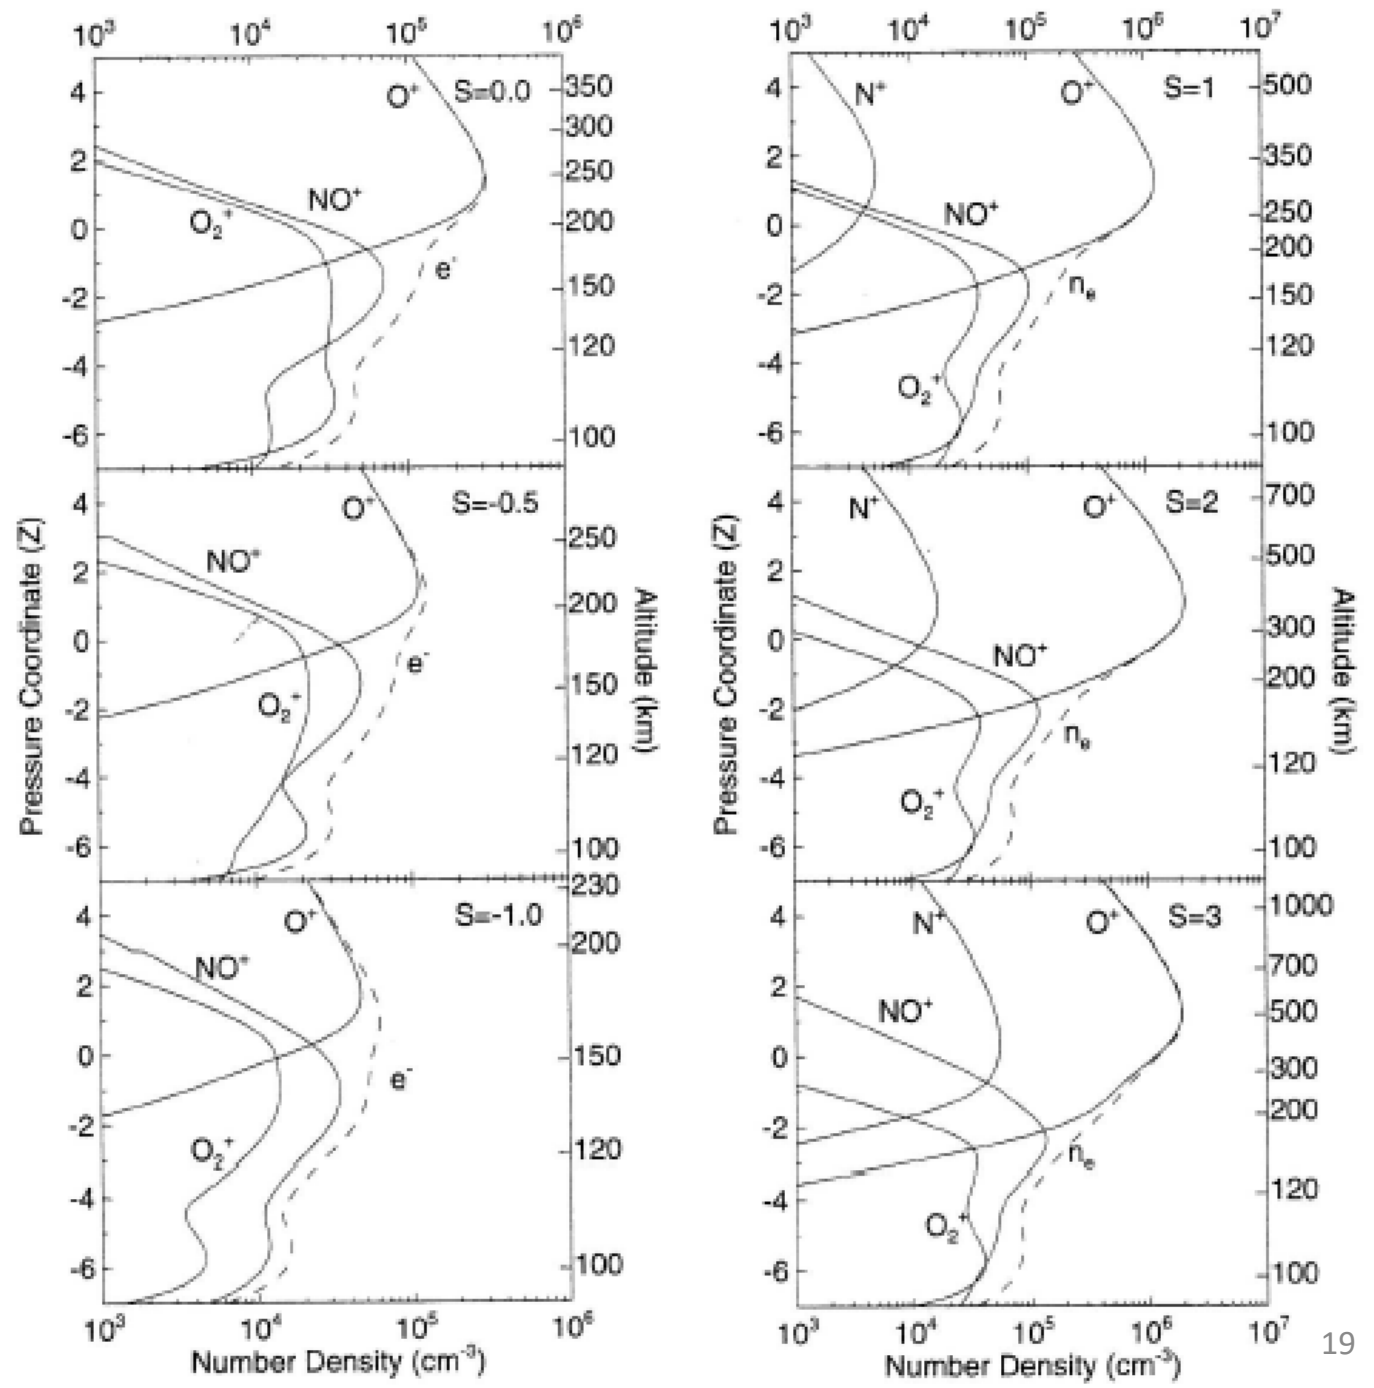 10³ 10⁴ 10⁵ 10⁶
4 O⁺ S=0.0 350
300
2 250
NO⁺
O₂⁺ 200
0
e⁻
-2 150
-4 120
-6 100
4 O⁺ S=-0.5
250
2 NO⁺
200
0 e⁻
O₂⁺ 150
-2
120
-4
-6 100
230
4 O⁺ S=-1.0
200
NO⁺
2
0 150
e⁻
-2 O₂⁺ 120
-4
-6 100
10³ 10⁴ 10⁵ 10⁶
Number Density (cm⁻³)
Pressure Coordinate (Z)
Altitude (km)
10³ 10⁴ 10⁵ 10⁶ 10⁷
4 N⁺ O⁺ S=1 500
2 350
NO⁺ 250
0 200
nₑ
-2 150
-4 120
O₂⁺
-6 100
4 N⁺ O⁺ S=2 700
2 500
0 NO⁺ 300
200
-2 nₑ
120
-4 O₂⁺
-6 100
4 N⁺ O⁺ S=3 1000
700
2 NO⁺ 500
0 300
200
-2 nₑ
120
-4 O₂⁺
-6 100
10³ 10⁴ 10⁵ 10⁶ 10⁷
Number Density (cm⁻³)
Pressure Coordinate (Z)
Altitude (km)
19